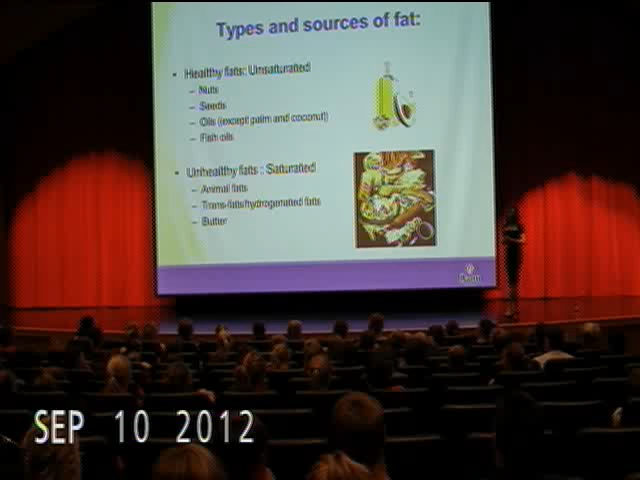 Types and sources of fat:
• Healthy fats: Unsaturated
– Nuts
– Seeds
– Oils (except palm and coconut)
– Fish oils
• Unhealthy fats : Saturated
– Animal fats
– Trans-fats/hydrogenated fats
– Butter
SEP 10 2012